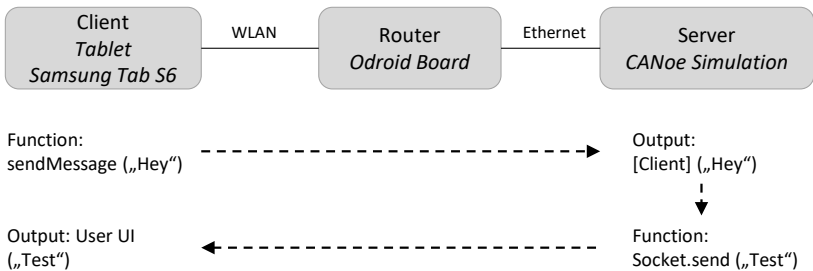 Client
Tablet
Samsung Tab S6
WLAN
Router
Odroid Board
Ethernet
Server
CANoe Simulation
Function:
sendMessage („Hey“)
Output:
[Client] („Hey“)
Output: User UI
(„Test“)
Function:
Socket.send („Test“)